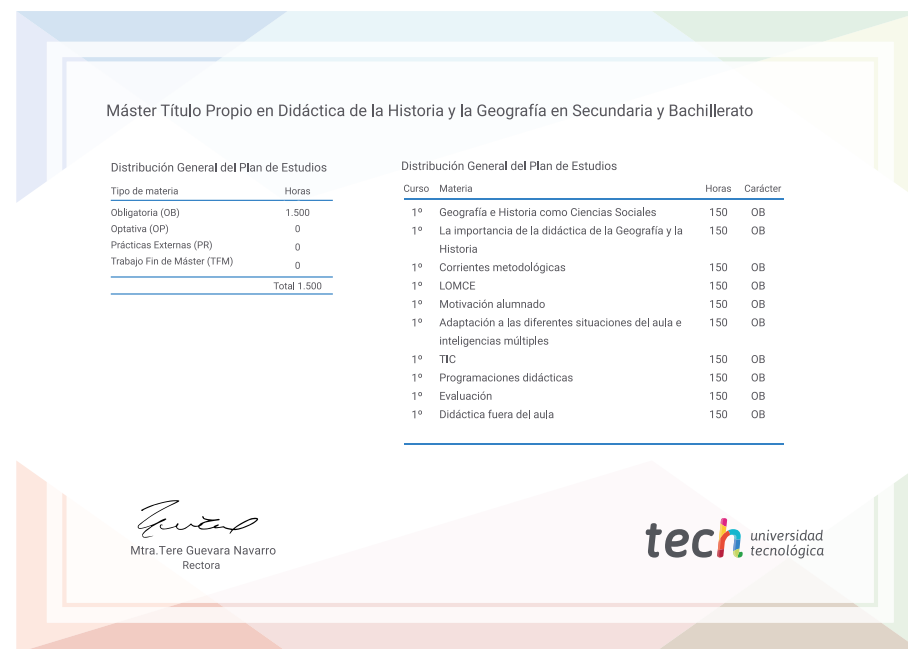 Máster Título Propio en Didáctica de la Historia y la Geografía en Secundaria y Bachillerato
Distribución General del Plan de Estudios
Tipo de materia Horas
Obligatoria (OB) 1.500
Optativa (OP) 0
Prácticas Externas (PR) 0
Trabajo Fin de Máster (TFM) 0
Total 1.500
Distribución General del Plan de Estudios
Curso Materia Horas Carácter
1º Geografía e Historia como Ciencias Sociales 150 OB
1º La importancia de la didáctica de la Geografía y la 150 OB
Historia
1º Corrientes metodológicas 150 OB
1º LOMCE 150 OB
1º Motivación alumnado 150 OB
1º Adaptación a las diferentes situaciones del aula e 150 OB
inteligencias múltiples
1º TIC 150 OB
1º Programaciones didácticas 150 OB
1º Evaluación 150 OB
1º Didáctica fuera del aula 150 OB
Mtra.Tere Guevara Navarro
Rectora
tech universidad
tecnológica